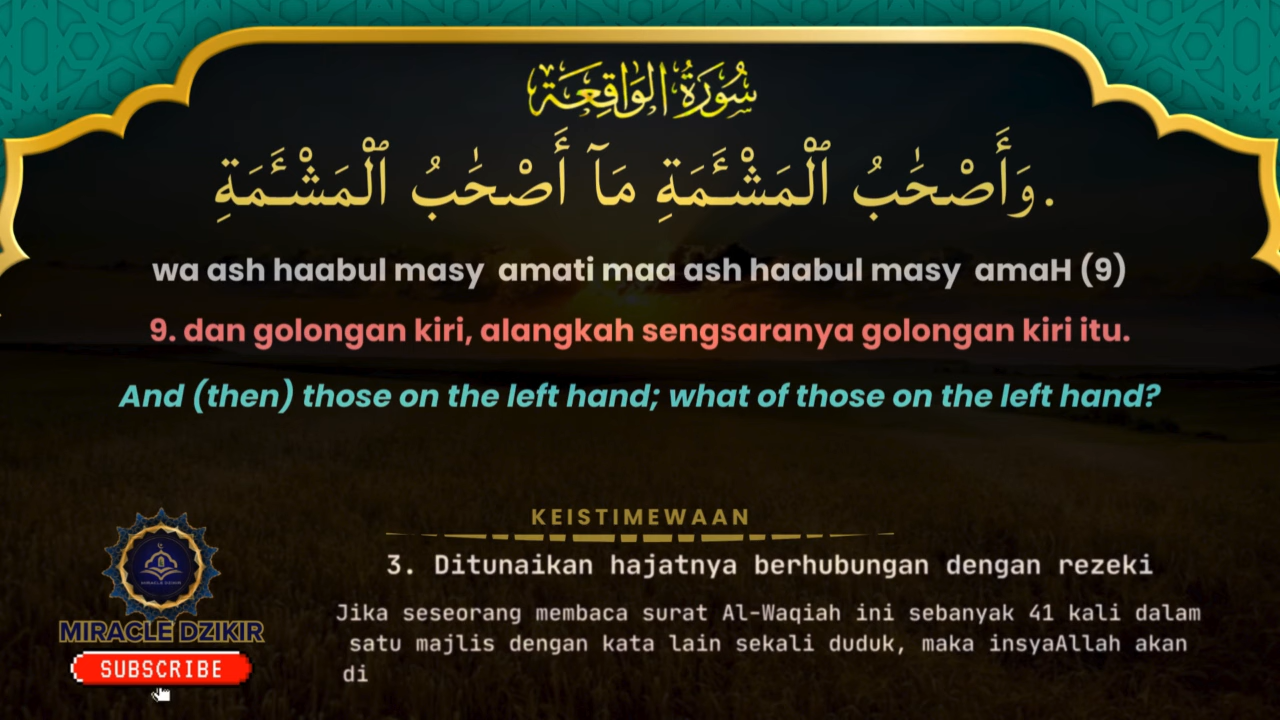 سُوْرَةُ الوَاقِعَة
وَأَصْحَٰبُ ٱلْمَشْـَٔمَةِ مَآ أَصْحَٰبُ ٱلْمَشْـَٔمَةِ.
wa ash haabul masy amati maa ash haabul masy amaH (9)
9. dan golongan kiri, alangkah sengsaranya golongan kiri itu.
And (then) those on the left hand; what of those on the left hand?
KEISTIMEWAAN
3. Ditunaikan hajatnya berhubungan dengan rezeki
Jika seseorang membaca surat Al-Waqiah ini sebanyak 41 kali dalam
satu majlis dengan kata lain sekali duduk, maka insyaAllah akan
di
MIRACLE DZIKIR
MIRACLE DZIKIR
SUBSCRIBE